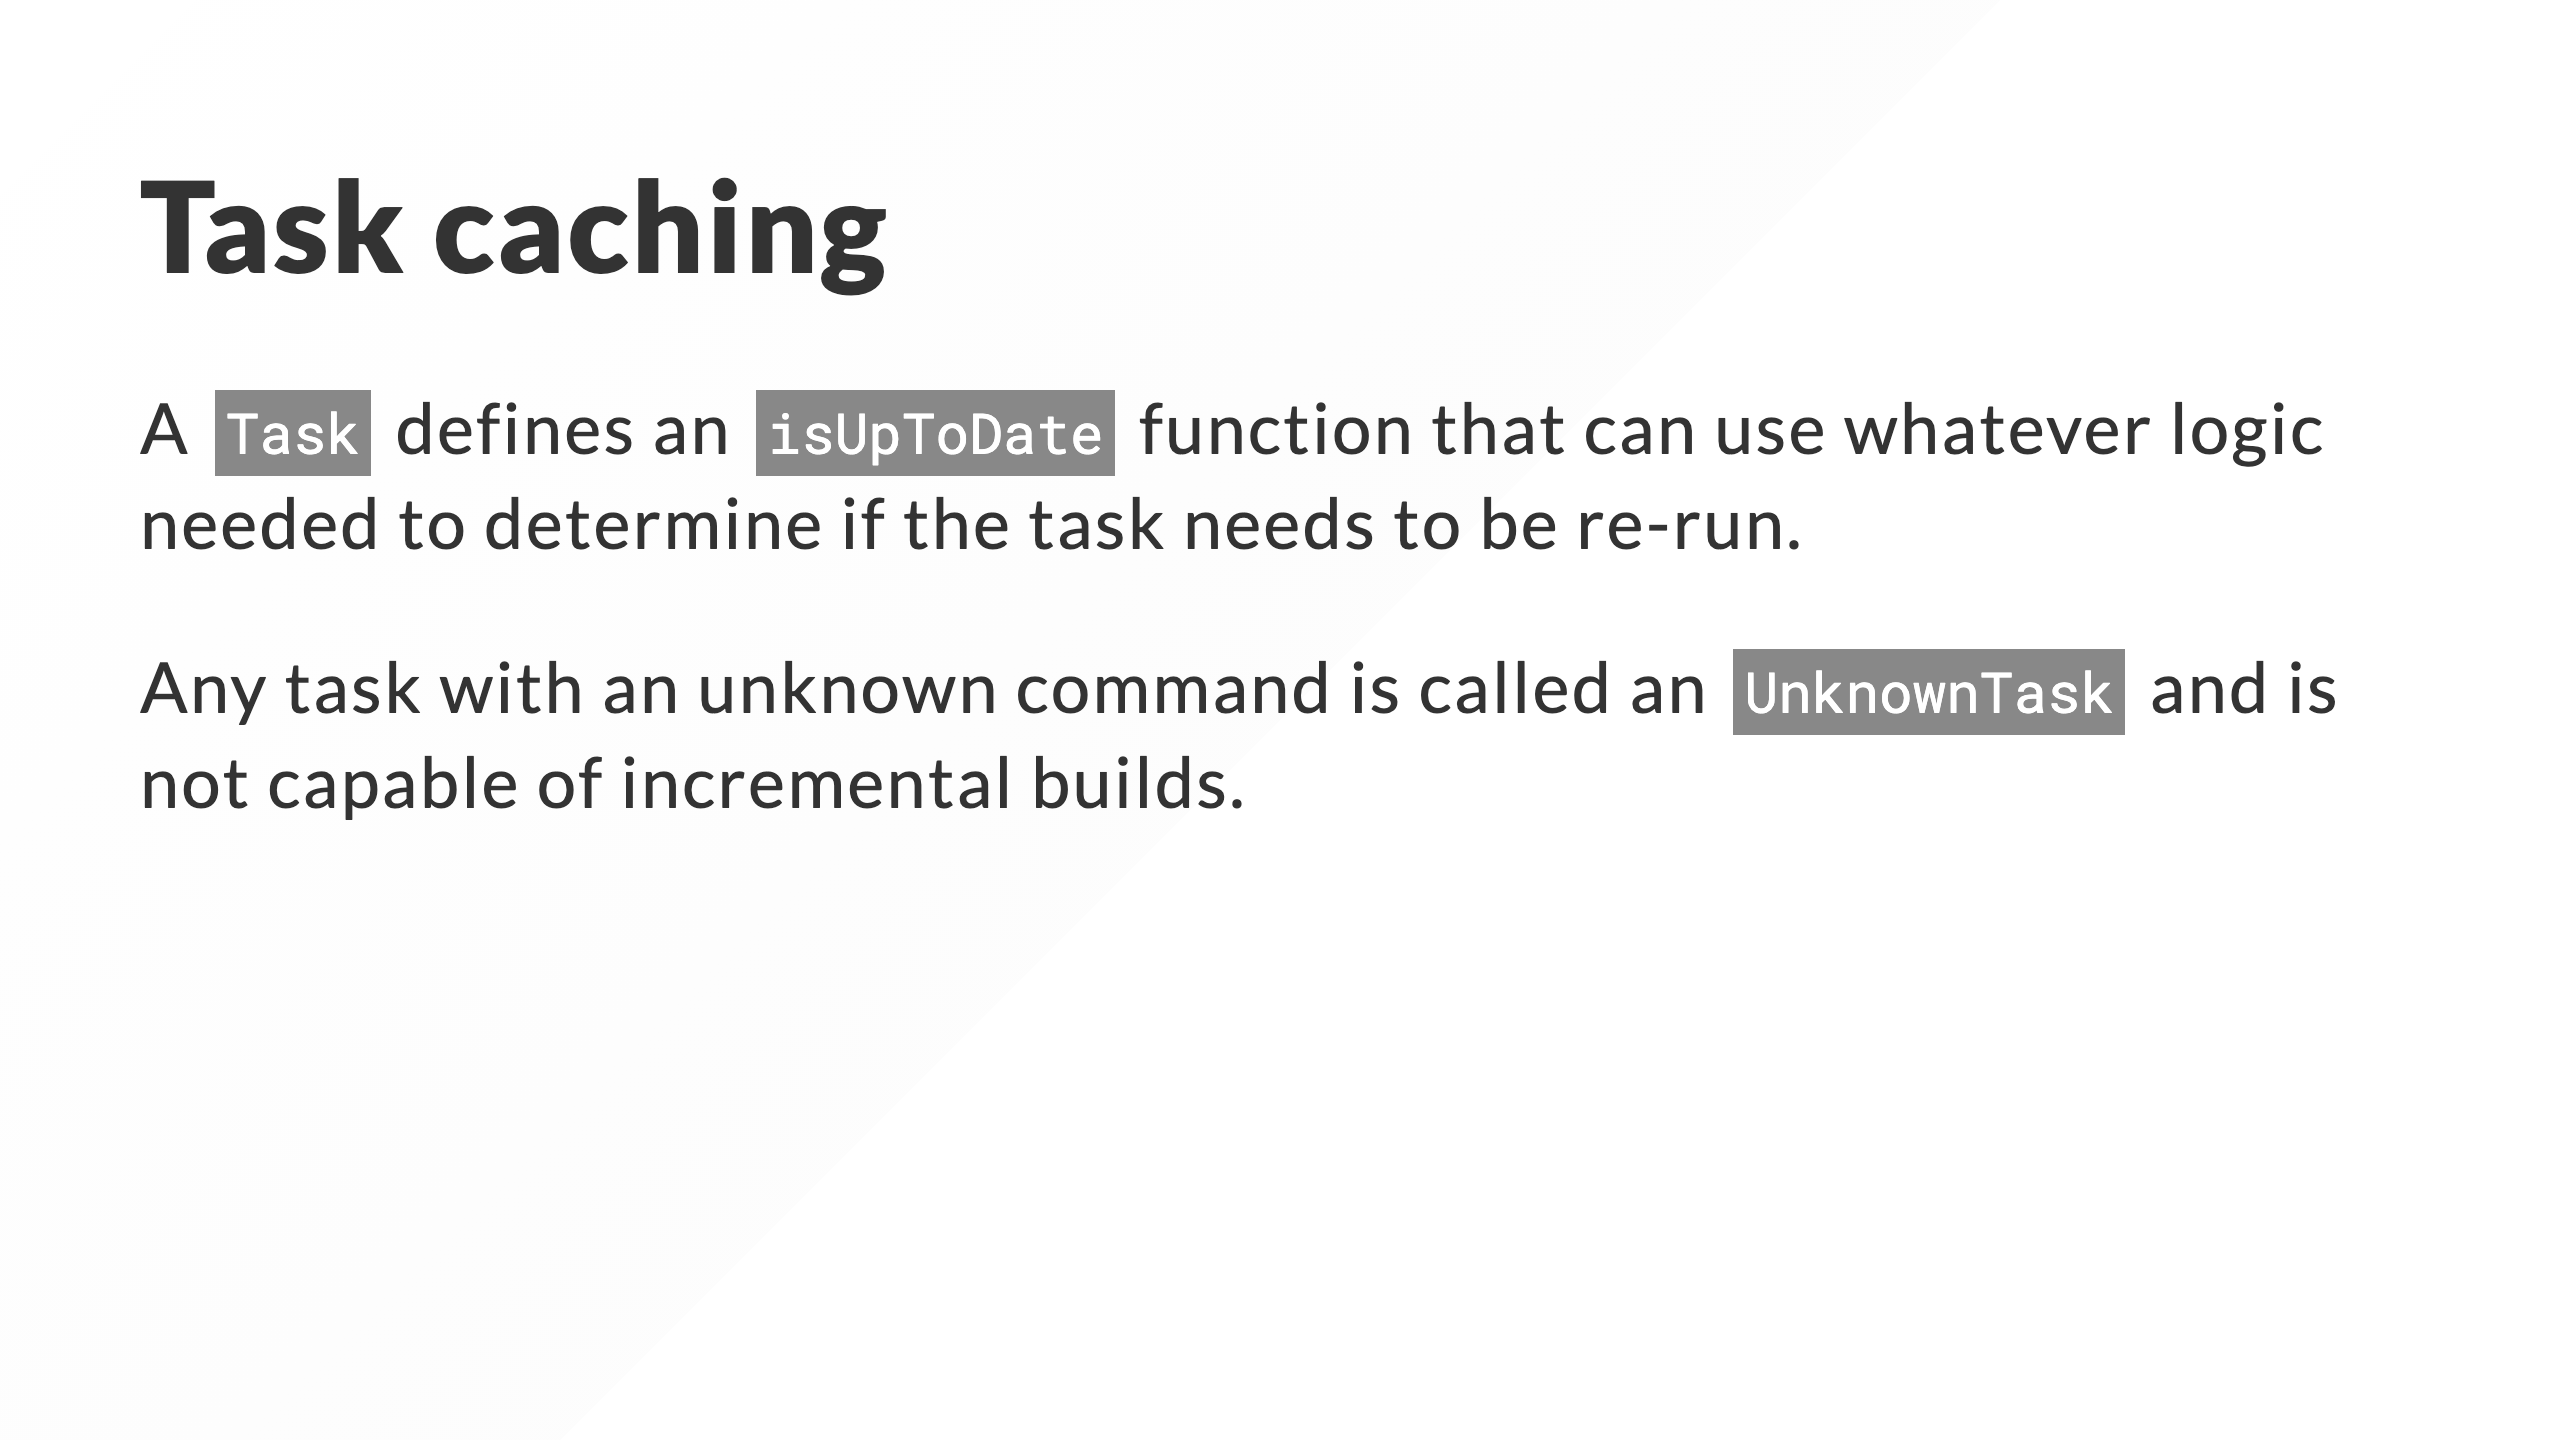 Task caching
A Task defines an isUpToDate function that can use whatever logic
needed to determine if the task needs to be re-run.
Any task with an unknown command is called an UnknownTask and is
not capable of incremental builds.